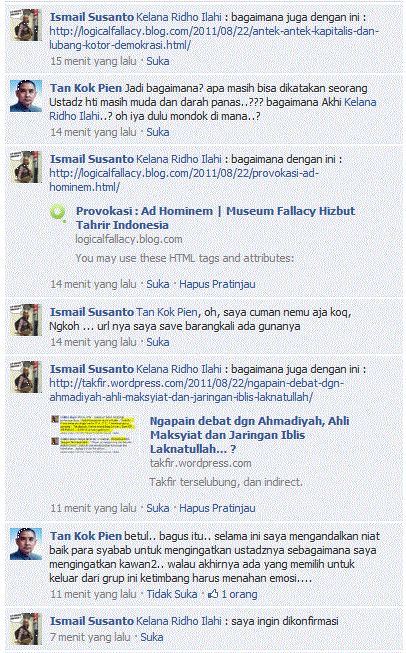 Ismail Susanto Kelana Ridho Ilahi : bagaimana juga dengan ini :
http://logicalfallacy.blog.com/2011/08/22/antek-antek-kapitalis-dan-
lubang-kotor-demokrasi.html/
15 menit yang lalu · Suka
Tan Kok Pien Jadi bagaimana? apa masih bisa dikatakan seorang
Ustadz hti masih muda dan darah panas..??? bagaimana Akhi Kelana
Ridho Ilahi..? oh iya dulu mondok di mana..?
14 menit yang lalu · Suka
Ismail Susanto Kelana Ridho Ilahi : bagaimana dengan ini :
http://logicalfallacy.blog.com/2011/08/22/provokasi-ad-
hominem.html/
Provokasi : Ad Hominem | Museum Fallacy Hizbut
Tahrir Indonesia
logicalfallacy.blog.com
You may use these HTML tags and attributes:
14 menit yang lalu · Suka · Hapus Pratinjau
Ismail Susanto Tan Kok Pien, oh, saya cuman nemu aja koq,
Ngkoh ... url nya saya save barangkali ada gunanya
14 menit yang lalu · Suka
Ismail Susanto Kelana Ridho Ilahi : bagaimana juga dengan ini :
http://takfir.wordpress.com/2011/08/22/ngapain-debat-dgn-
ahmadiyah-ahli-maksyiat-dan-jaringan-iblis-laknatullah/
Ngapain debat dgn Ahmadiyah, Ahli
Maksyiat dan Jaringan Iblis
Laknatullah... ?
takfir.wordpress.com
Takfir terselubung, dan indirect.
11 menit yang lalu · Suka · Hapus Pratinjau
Tan Kok Pien betul.. bagus itu.. selama ini saya mengandalkan niat
baik para syabab untuk mengingatkan ustadznya sebagaimana saya
mengingatkan kawan2.. walau akhirnya ada yang memilih untuk
keluar dari grup ini ketimbang harus menahan emosi....
11 menit yang lalu · Tidak Suka · 1 orang
Ismail Susanto Kelana Ridho Ilahi : saya ingin dikonfirmasi
7 menit yang lalu · Suka